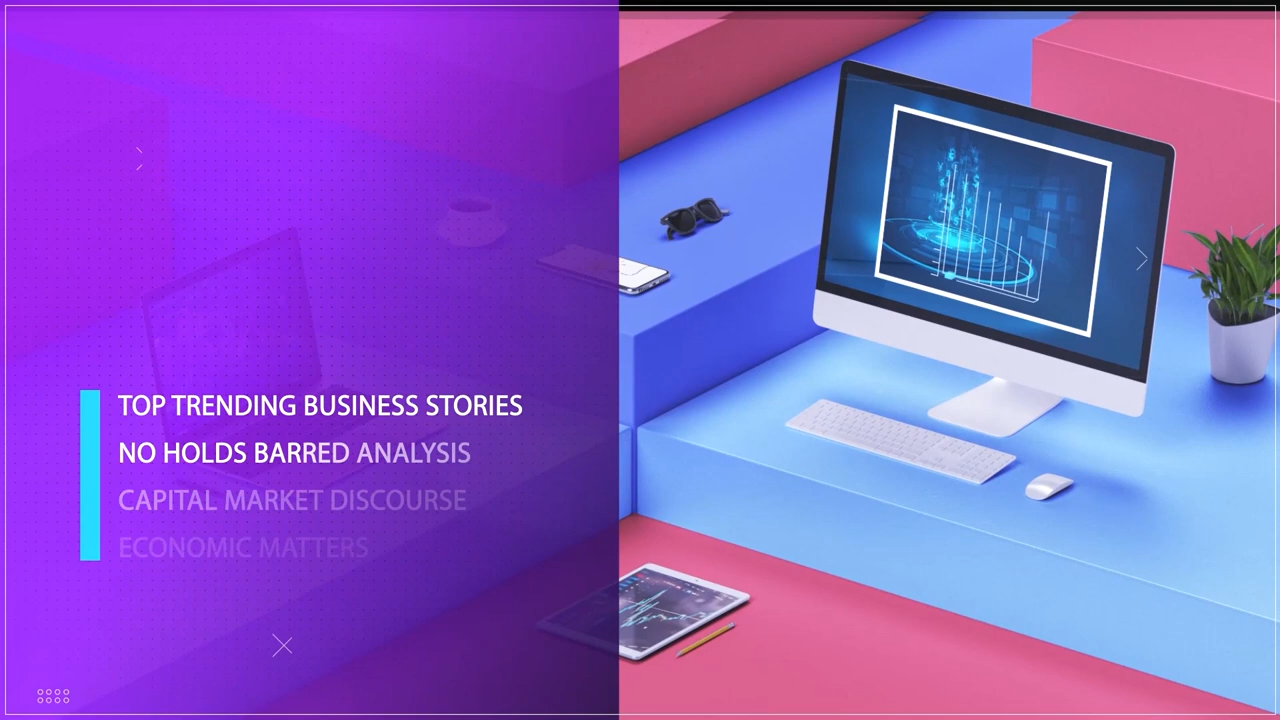 TOP TRENDING BUSINESS STORIES
NO HOLDS BARRED ANALYSIS
CAPITAL MARKET DISCOURSE
ECONOMIC MATTERS